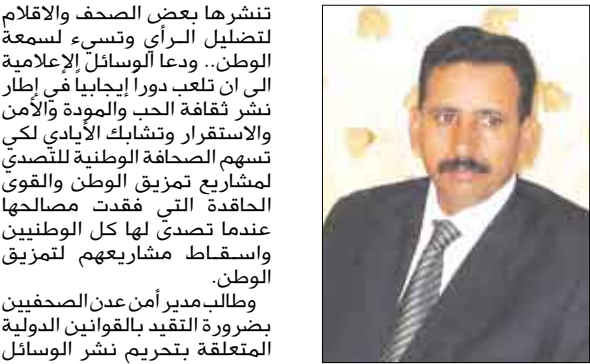 تنشرها بعض الصحف والاقلام
لتضليل الـرأي وتسيء لسمعة
الوطن.. ودعا الوسائل الإعلامية
الى ان تلعب دوراً إيجابياً في إطار
نشر ثقافة الحب والمودة والأمن
والاستقرار وتشابك الأيادي لكي
تسهم الصحافة الوطنية للتصدي
لمشاريع تمزيق الوطن والقوى
الحاقدة التي فقدت مصالحها
عندما تصدى لها كل الوطنيين
واسـقـاط مشاريعهم لتمزيق
الوطن.
وطالب مدير أمن عدن الصحفيين
بضرورة التقيد بالقوانين الدولية
المتعلقة بتحريم نشر الوسائل